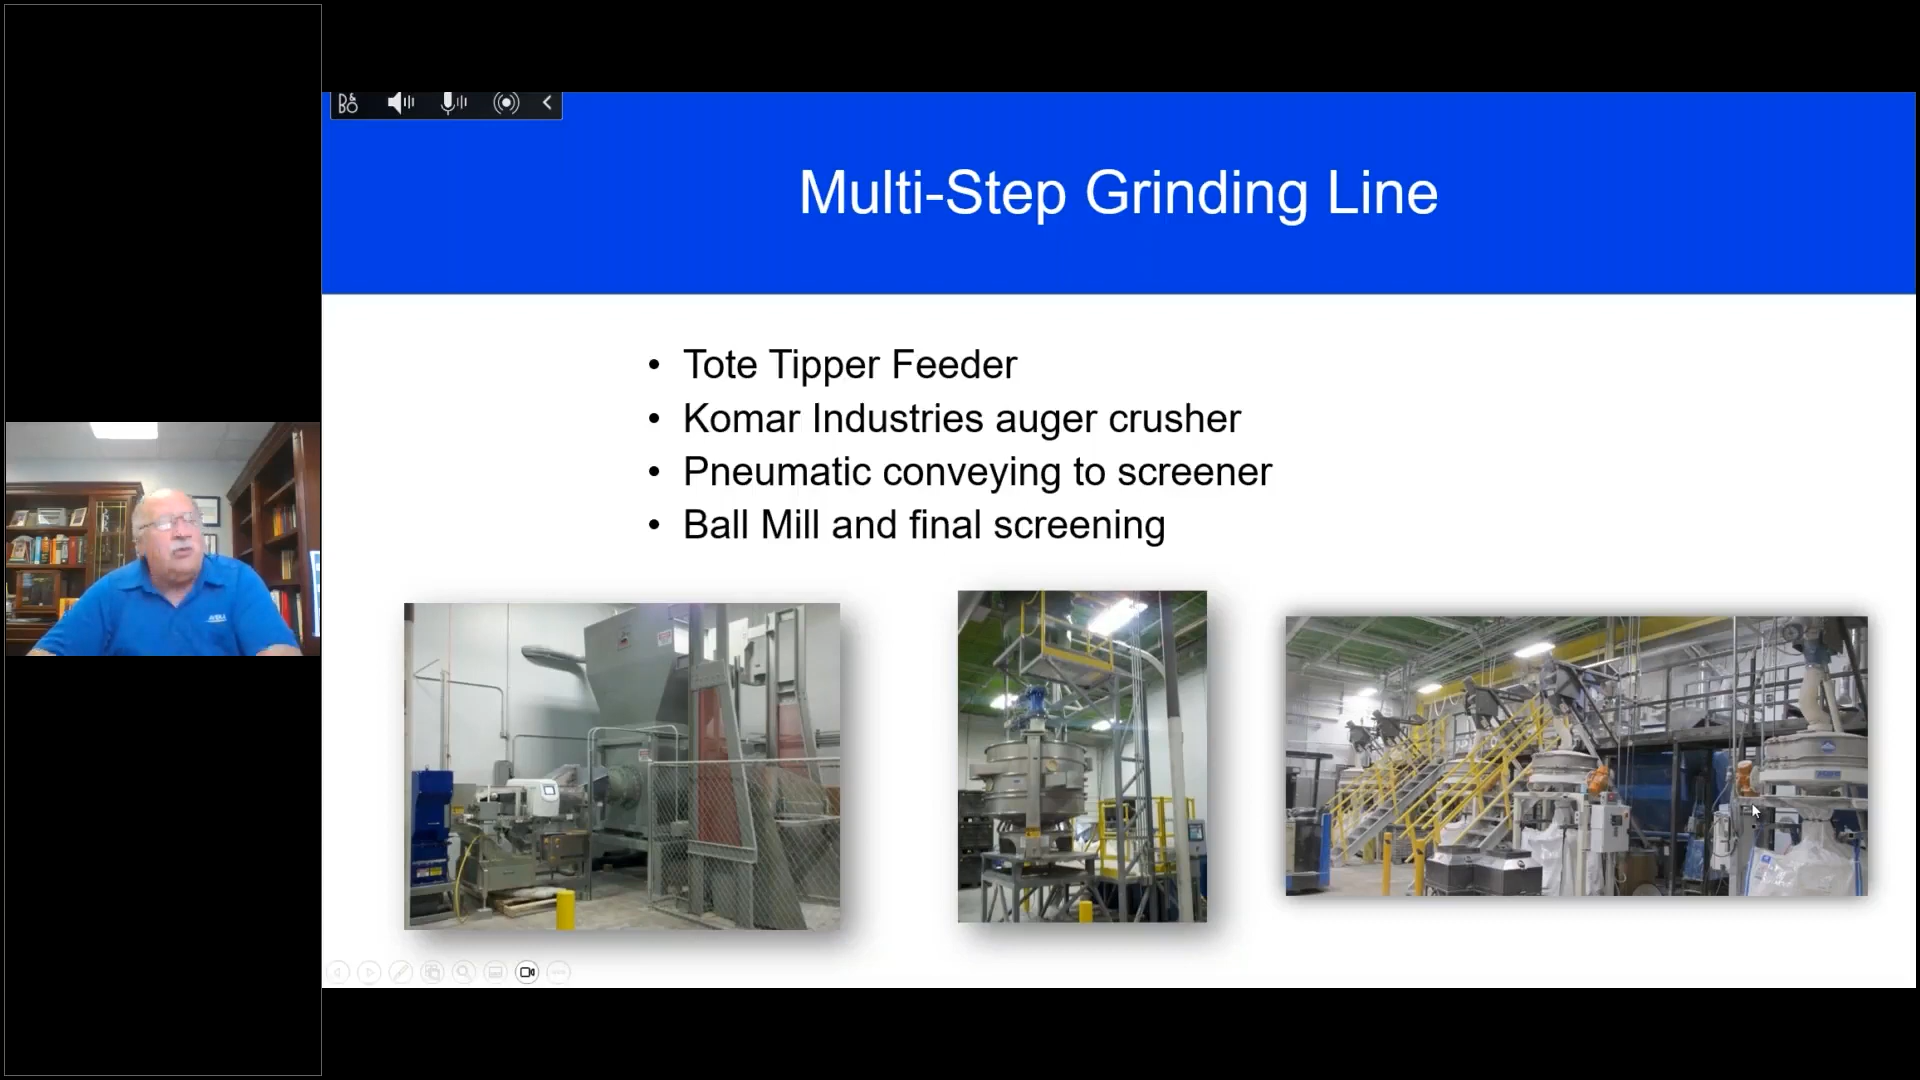 Multi-Step Grinding Line
• Tote Tipper Feeder
• Komar Industries auger crusher
• Pneumatic conveying to screener
• Ball Mill and final screening